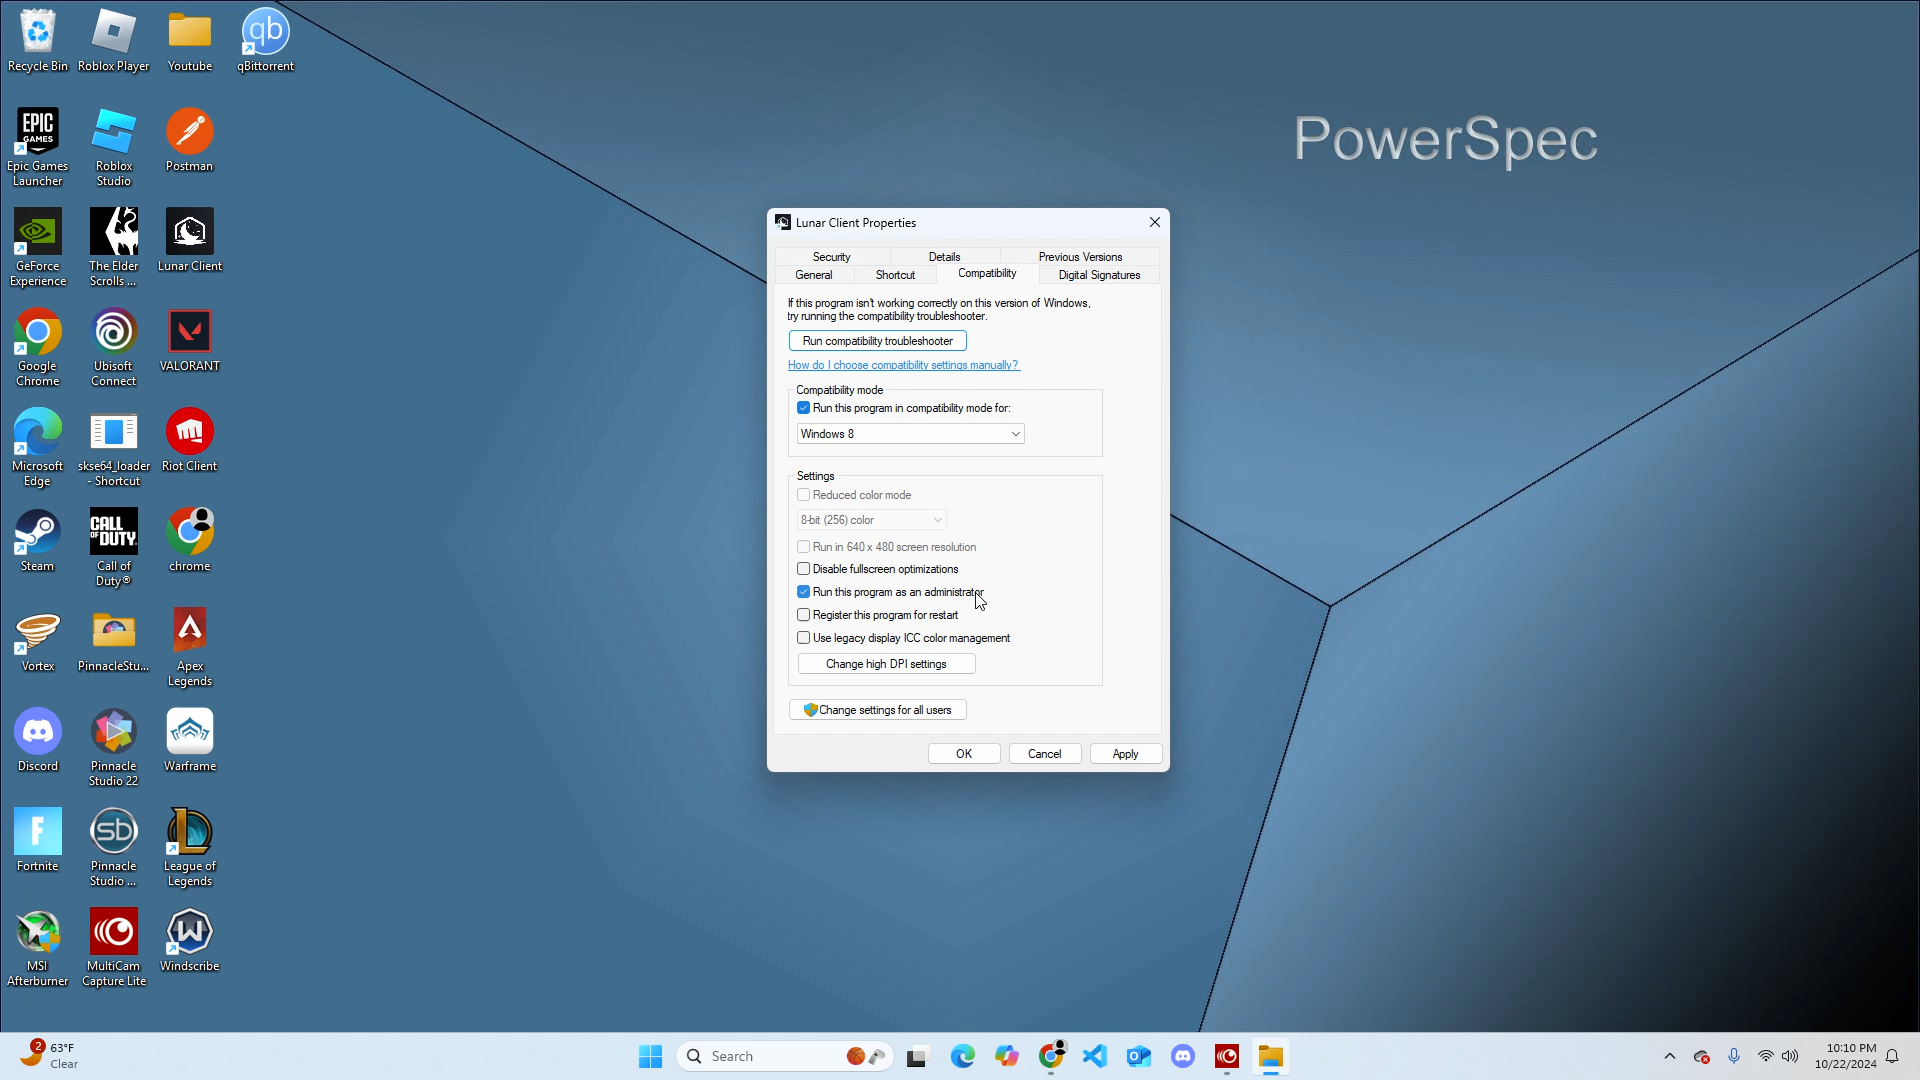 Recycle Bin
Roblox Player
Youtube
qb
qBittorrent
EPIC
GAMES
Epic Games
Launcher
Roblox
Studio
Postman
GeForce
Experience
The Elder
Scrolls ...
Lunar Client
Google
Chrome
Ubisoft
Connect
VALORANT
Microsoft
Edge
skse64_loader
- Shortcut
Riot Client
Steam
CALL
OF DUTY
Call of
Duty®
chrome
Vortex
PinnacleStu...
Apex
Legends
Discord
Pinnacle
Studio 22
Warframe
F
Fortnite
sb
Pinnacle
Studio ...
League of
Legends
MSI
Afterburner
MultiCam
Capture Lite
W
Windscribe
PowerSpec
Lunar Client Properties
Security
Details
Previous Versions
General
Shortcut
Compatibility
Digital Signatures
If this program isn't working correctly on this version of Windows,
try running the compatibility troubleshooter.
Run compatibility troubleshooter
How do I choose compatibility settings manually?
Compatibility mode
Run this program in compatibility mode for:
Windows 8
Settings
Reduced color mode
8-bit (256) color
Run in 640 x 480 screen resolution
Disable fullscreen optimizations
Run this program as an administrator
Register this program for restart
Use legacy display ICC color management
Change high DPI settings
Change settings for all users
OK
Cancel
Apply
2
63°F
Clear
Search
10:10 PM
10/22/2024